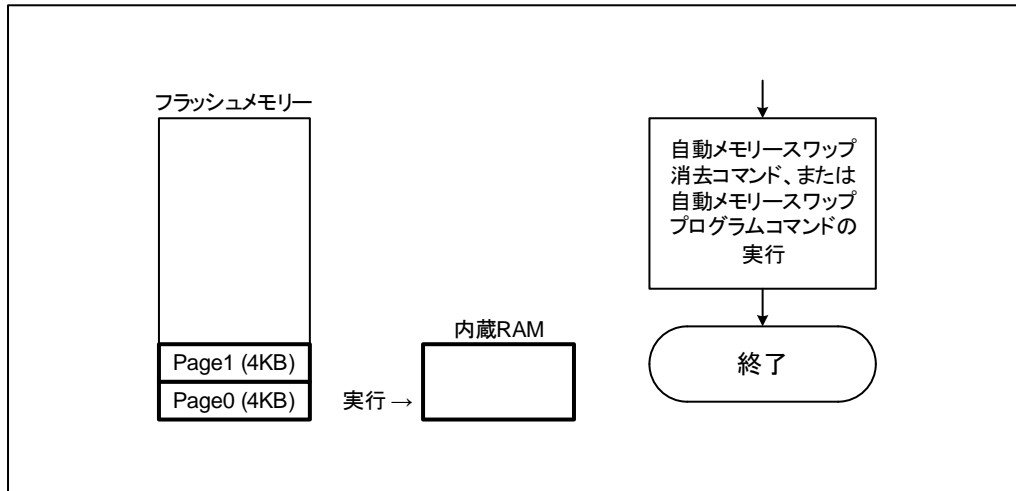 フラッシュメモリー
Page1 (4KB)
Page0 (4KB)
実行 →
内蔵RAM
自動メモリースワップ
消去コマンド、または
自動メモリースワップ
プログラムコマンドの
実行
終了